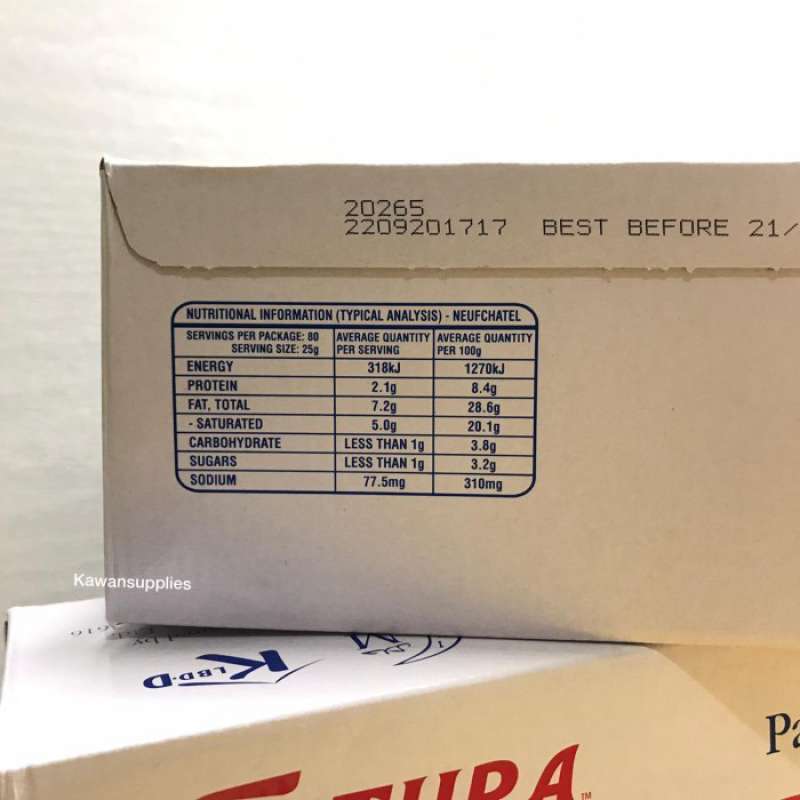 20265
2209201717 BEST BEFORE 21/
NUTRITIONAL INFORMATION (TYPICAL ANALYSIS) - NEUFCHATEL
SERVINGS PER PACKAGE: 80 AVERAGE QUANTITY AVERAGE QUANTITY
SERVING SIZE: 25g PER SERVING PER 100g
ENERGY 318kJ 1270kJ
PROTEIN 2.1g 8.4g
FAT, TOTAL 7.2g 28.6g
- SATURATED 5.0g 20.1g
CARBOHYDRATE LESS THAN 1g 3.8g
SUGARS LESS THAN 1g 3.2g
SODIUM 77.5mg 310mg
Kawansupplies
M
K LBD-D
Pa
TURA™